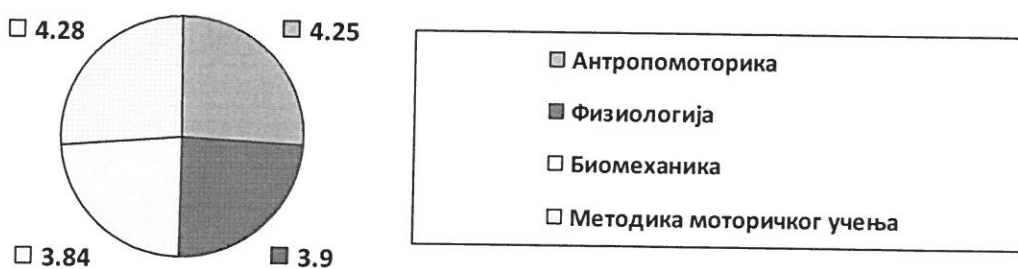 4.28
4.25
3.84
3.9
Антропомоторика
Физиологија
Биомеханика
Методика моторичког учења